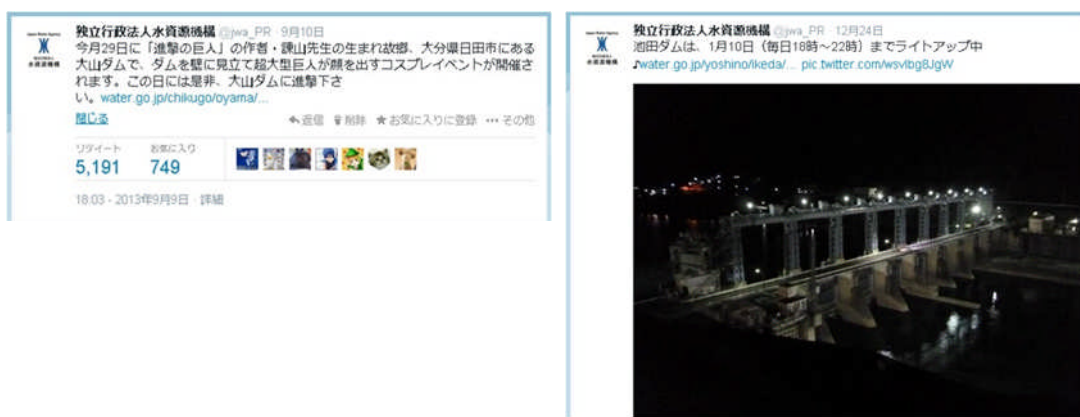 独立行政法人水資源機構 @jwa_PR · 9月10日
今月29日に「進撃の巨人」の作者・諫山先生の生まれ故郷、大分県日田市にある
大山ダムで、ダムを壁に見立て超大型巨人が顔を出すコスプレイベントが開催さ
れます。この日には是非、大山ダムに進撃下さ
い。water.go.jp/chikugo/oyama/...
閉じる
返信 削除 お気に入りに登録 その他
リツイート お気に入り
5,191 749
18:03 - 2013年9月9日 · 詳細
独立行政法人水資源機構 @jwa_PR · 12月24日
池田ダムは、1月10日（毎日18時～22時）までライトアップ中
♪water.go.jp/yoshino/ikeda/... pic.twitter.com/wsvlbg8JgW
水資源機構
水資源機構